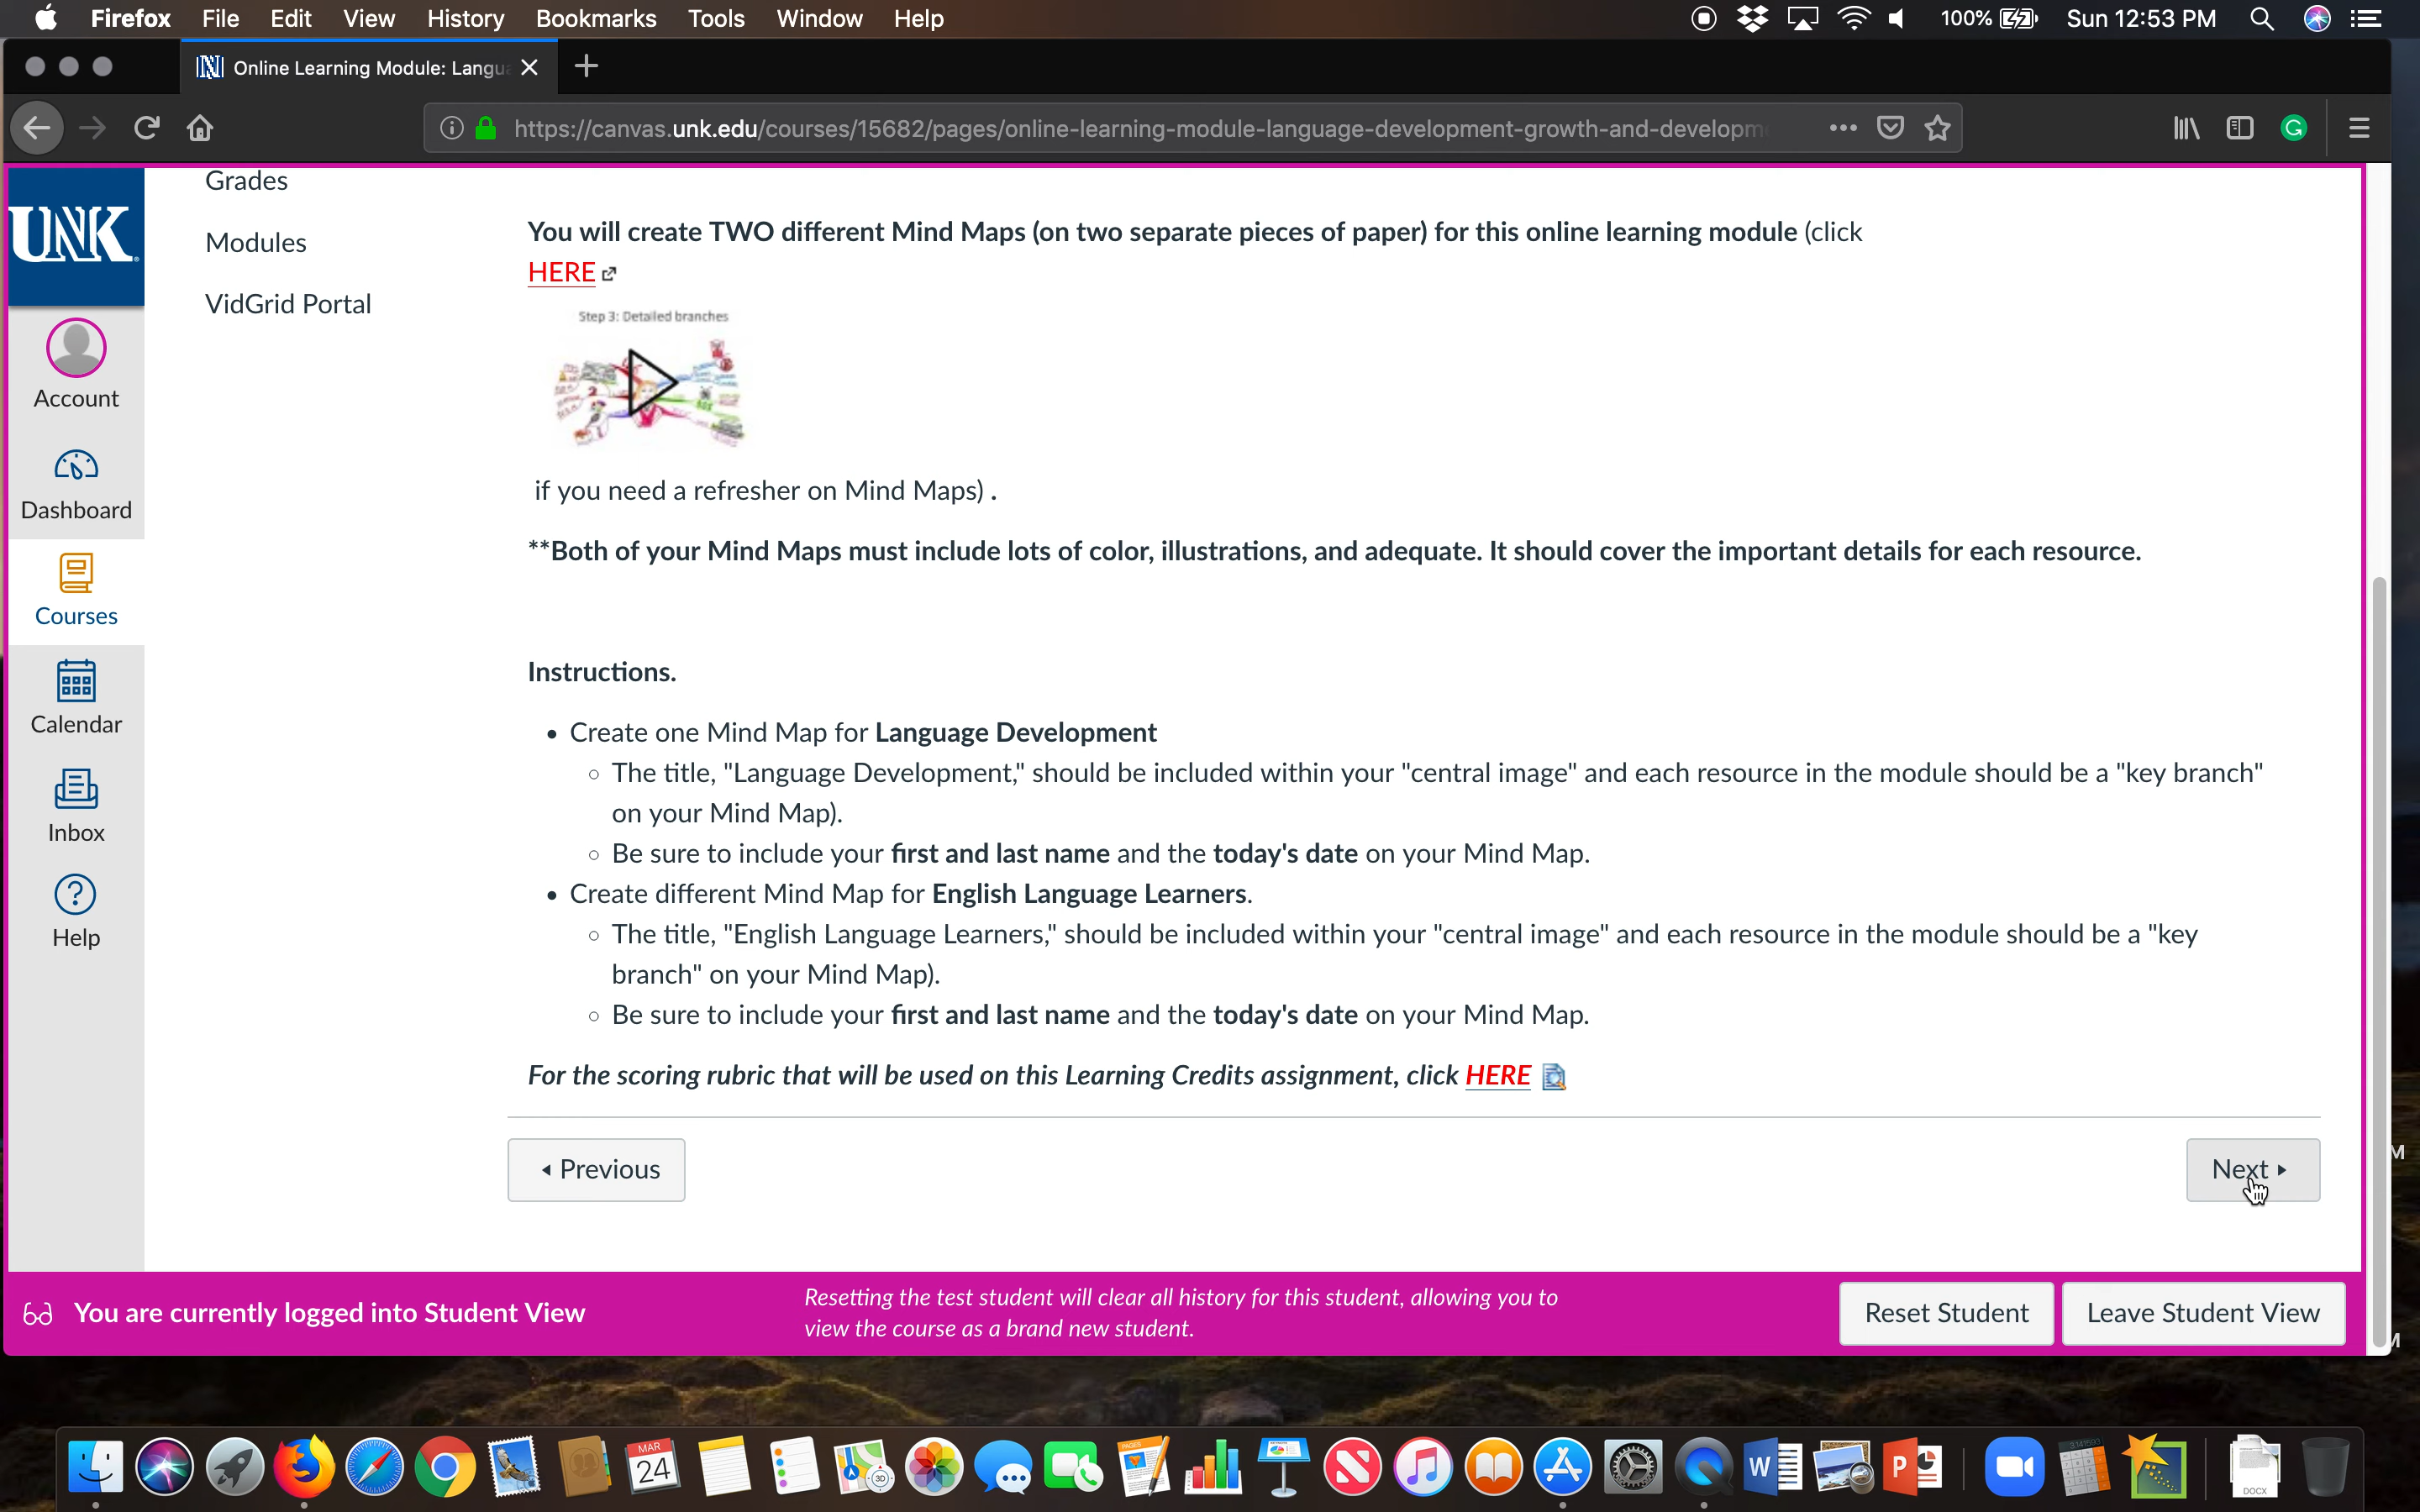 Firefox File Edit View History Bookmarks Tools Window Help 100% Sun 12:53 PM
Online Learning Module: Langu
https://canvas.unk.edu/courses/15682/pages/online-learning-module-language-development-growth-and-developm
UNK
Grades
Modules
VidGrid Portal
Account
Dashboard
Courses
Calendar
Inbox
Help
You will create TWO different Mind Maps (on two separate pieces of paper) for this online learning module (click
HERE
Step 3: Detailed branches
if you need a refresher on Mind Maps) .
**Both of your Mind Maps must include lots of color, illustrations, and adequate. It should cover the important details for each resource.
Instructions.
• Create one Mind Map for Language Development
◦ The title, "Language Development," should be included within your "central image" and each resource in the module should be a "key branch"
on your Mind Map).
◦ Be sure to include your first and last name and the today's date on your Mind Map.
• Create different Mind Map for English Language Learners.
◦ The title, "English Language Learners," should be included within your "central image" and each resource in the module should be a "key
branch" on your Mind Map).
◦ Be sure to include your first and last name and the today's date on your Mind Map.
For the scoring rubric that will be used on this Learning Credits assignment, click HERE
Previous
Next
You are currently logged into Student View
Resetting the test student will clear all history for this student, allowing you to
view the course as a brand new student.
Reset Student
Leave Student View
MAR
24
PAGES
3D
W
P
DOCX